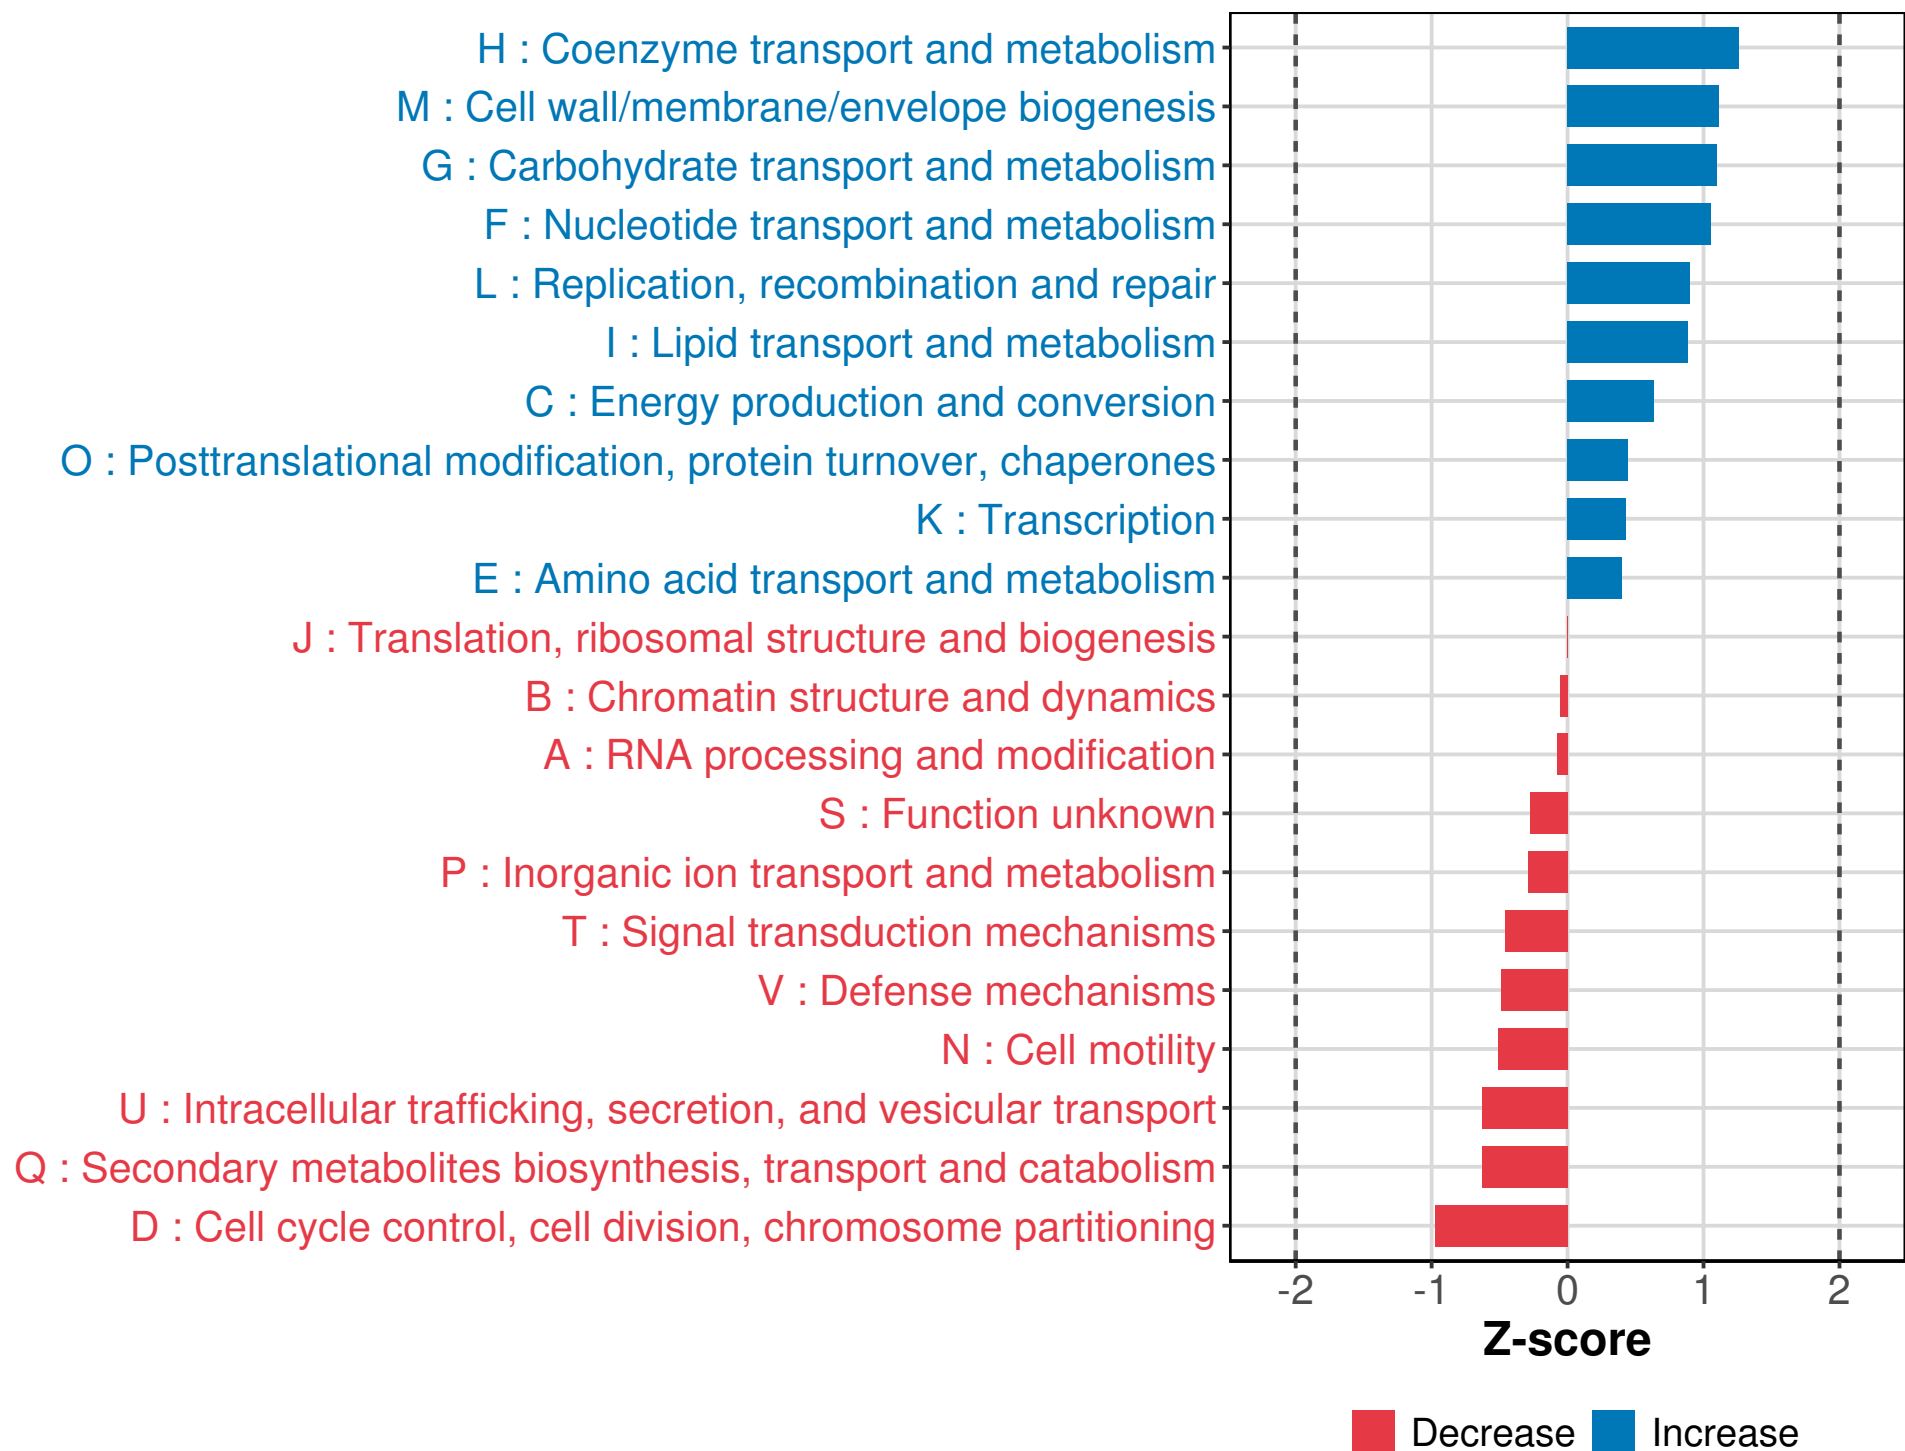 H : Coenzyme transport and metabolism
M : Cell wall/membrane/envelope biogenesis
G : Carbohydrate transport and metabolism
F : Nucleotide transport and metabolism
L : Replication, recombination and repair
I : Lipid transport and metabolism
C : Energy production and conversion
O : Posttranslational modification, protein turnover, chaperones
K : Transcription
E : Amino acid transport and metabolism
J : Translation, ribosomal structure and biogenesis
B : Chromatin structure and dynamics
A : RNA processing and modification
S : Function unknown
P : Inorganic ion transport and metabolism
T : Signal transduction mechanisms
V : Defense mechanisms
N : Cell motility
U : Intracellular trafficking, secretion, and vesicular transport
Q : Secondary metabolites biosynthesis, transport and catabolism
D : Cell cycle control, cell division, chromosome partitioning
-2 -1 0 1 2
Z-score
Decrease Increase